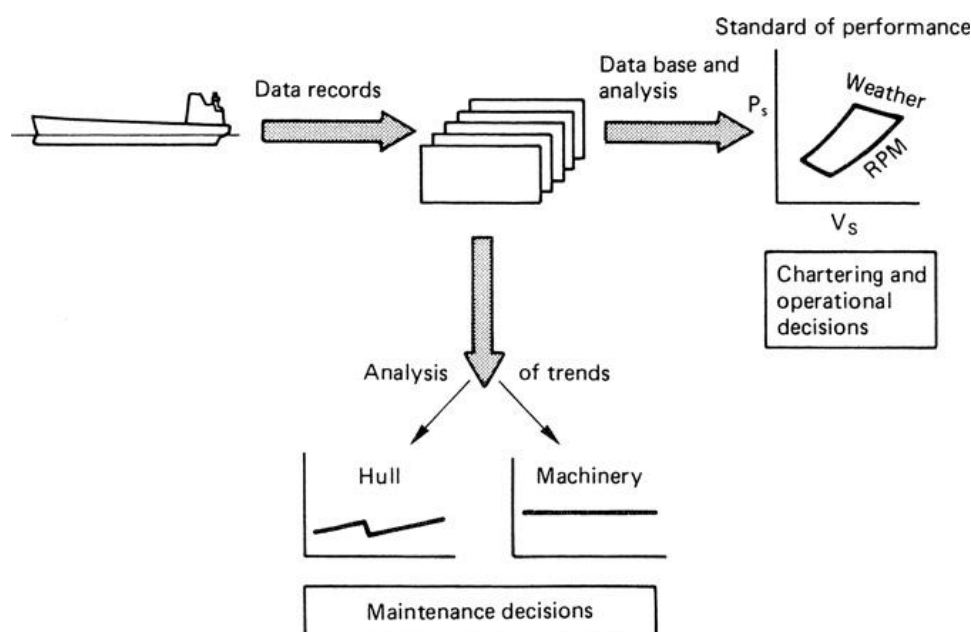 Standard of performance
Data records
Data base and
analysis
Pₛ
Weather
RPM
V_S
Chartering and
operational
decisions
Analysis of trends
Hull
Machinery
Maintenance decisions